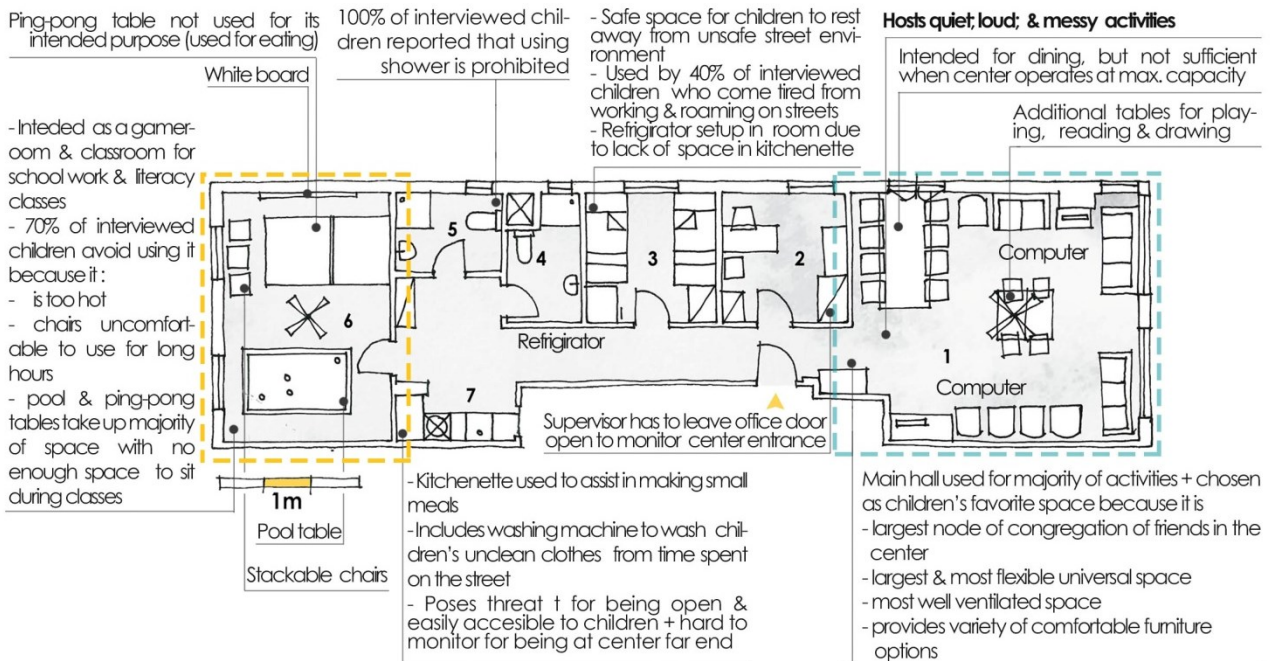 Ping-pong table not used for its
intended purpose (used for eating)
White board
100% of interviewed chil-
dren reported that using
shower is prohibited
- Safe space for children to rest
away from unsafe street envi-
ronment
- Used by 40% of interviewed
children who come tired from
working & roaming on streets
- Refrigirator setup in room due
to lack of space in kitchenette
Hosts quiet; loud; & messy activities
Intended for dining, but not sufficient
when center operates at max. capacity
Additional tables for play-
ing, reading & drawing
- Inteded as a gamer-
oom & classroom for
school work & literacy
classes
- 70% of interviewed
children avoid using it
because it :
- is too hot
- chairs uncomfort-
able to use for long
hours
- pool & ping-pong
tables take up majority
of space with no
enough space to sit
during classes
5
4
3
2
Computer
6
Refrigirator
1
7
Computer
Supervisor has to leave office door
open to monitor center entrance
1m
Pool table
Stackable chairs
- Kitchenette used to assist in making small
meals
- Includes washing machine to wash chil-
dren's unclean clothes from time spent
on the street
- Poses threat t for being open &
easily accesible to children + hard to
monitor for being at center far end
Main hall used for majority of activities + chosen
as children's favorite space because it is
- largest node of congregation of friends in the
center
- largest & most flexible universal space
- most well ventilated space
- provides variety of comfortable furniture
options